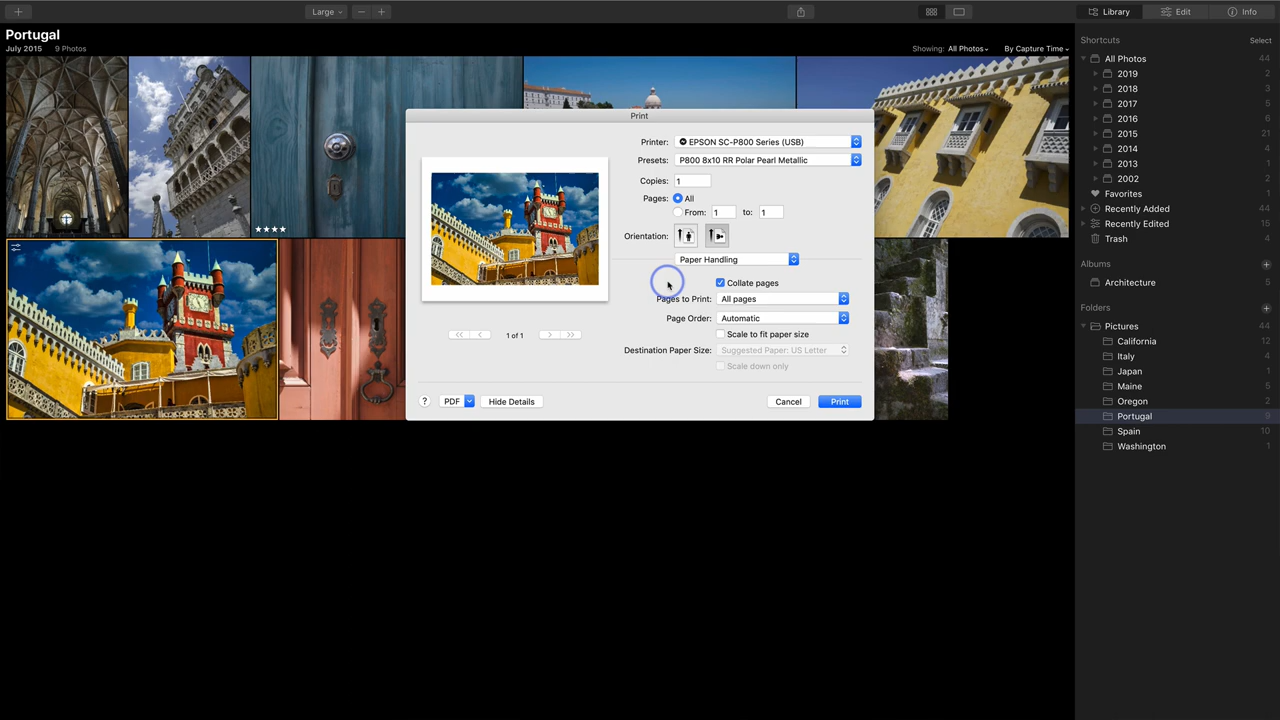 Large
Library
Edit
Info
Portugal
July 2015 9 Photos
Showing: All Photos
By Capture Time
Print
Printer: EPSON SC-P800 Series (USB)
Presets: P800 8x10 RR Polar Pearl Metallic
Copies: 1
Pages: All
From: 1 to: 1
Orientation:
Paper Handling
Collate pages
Pages to Print: All pages
Page Order: Automatic
Scale to fit paper size
Destination Paper Size: Suggested Paper: US Letter
Scale down only
1 of 1
? PDF Hide Details Cancel Print
★★★★
Shortcuts Select
All Photos 44
2019 2
2018 3
2017 5
2016 6
2015 21
2014 4
2013 1
2002 2
Favorites
Recently Added 44
Recently Edited 15
Trash
Albums
Architecture
Folders
Pictures
California 12
Italy 4
Japan 1
Maine 5
Oregon 2
Portugal 9
Spain 10
Washington 1